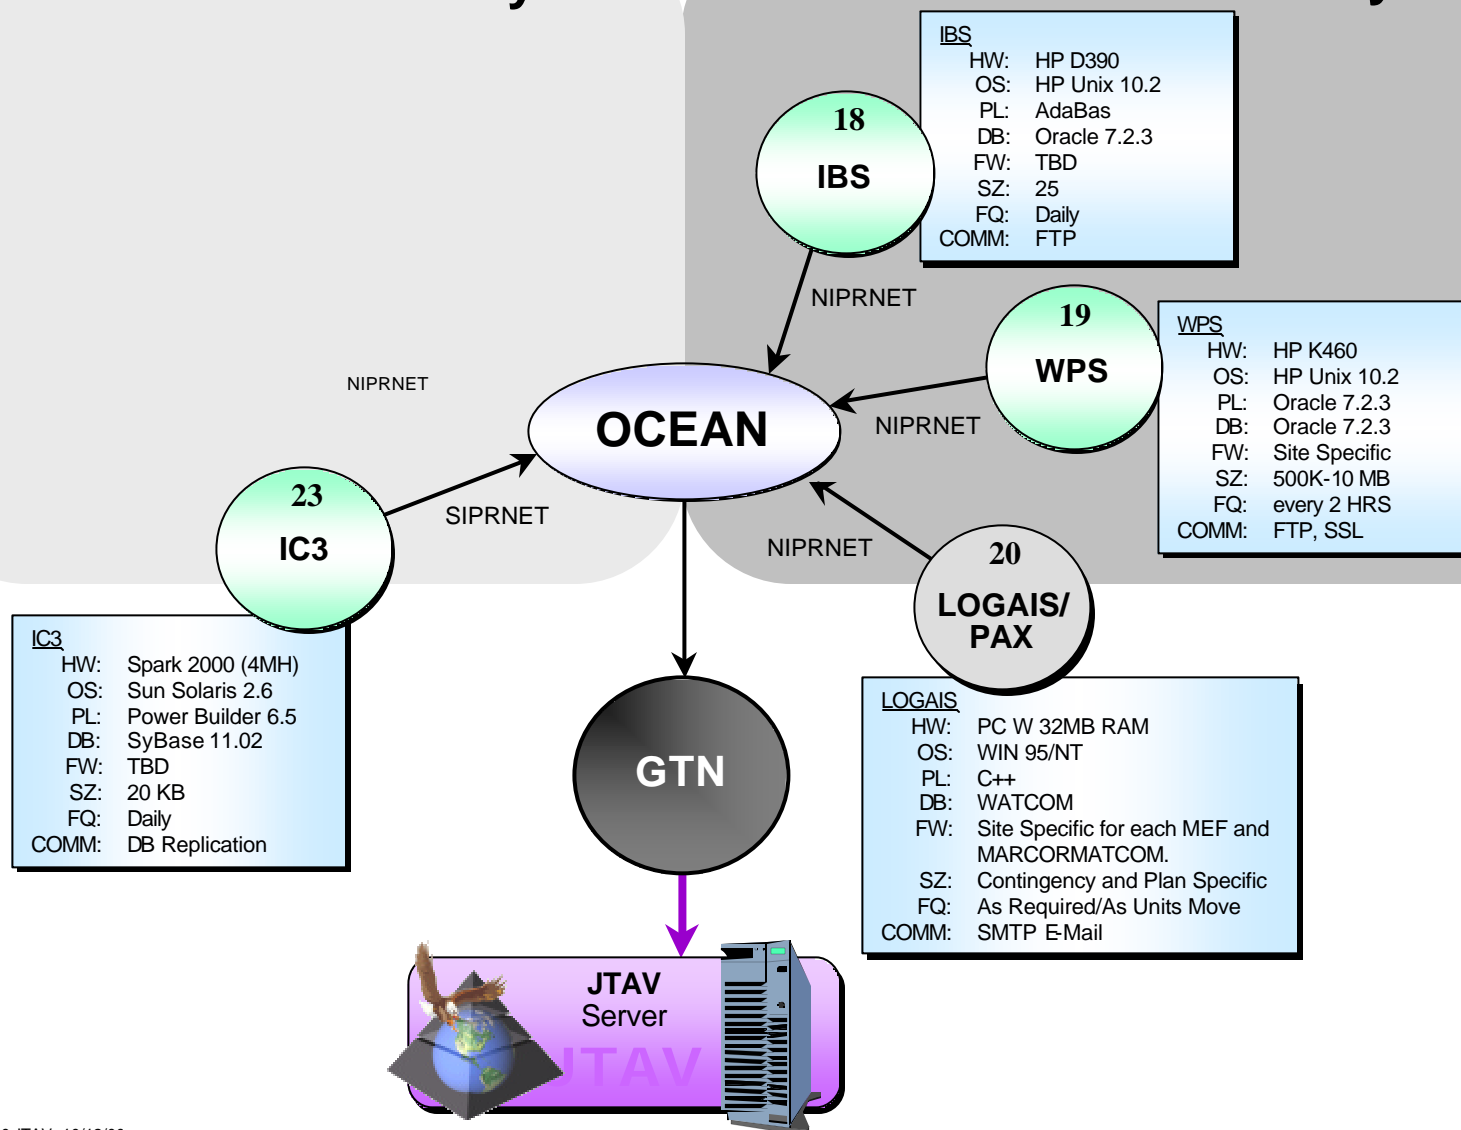 IBS
HW: HP D390
OS: HP Unix 10.2
PL: AdaBas
DB: Oracle 7.2.3
FW: TBD
SZ: 25
FQ: Daily
COMM: FTP
18
IBS
NIPRNET
19
WPS
WPS
HW: HP K460
OS: HP Unix 10.2
PL: Oracle 7.2.3
DB: Oracle 7.2.3
FW: Site Specific
SZ: 500K-10 MB
FQ: every 2 HRS
COMM: FTP, SSL
NIPRNET
NIPRNET
OCEAN
23
IC3
SIPRNET
NIPRNET
20
LOGAIS/
PAX
IC3
HW: Spark 2000 (4MH)
OS: Sun Solaris 2.6
PL: Power Builder 6.5
DB: SyBase 11.02
FW: TBD
SZ: 20 KB
FQ: Daily
COMM: DB Replication
GTN
LOGAIS
HW: PC W 32MB RAM
OS: WIN 95/NT
PL: C++
DB: WATCOM
FW: Site Specific for each MEF and
MARCORMATCOM.
SZ: Contingency and Plan Specific
FQ: As Required/As Units Move
COMM: SMTP E-Mail
JTAV
Server
JTAV